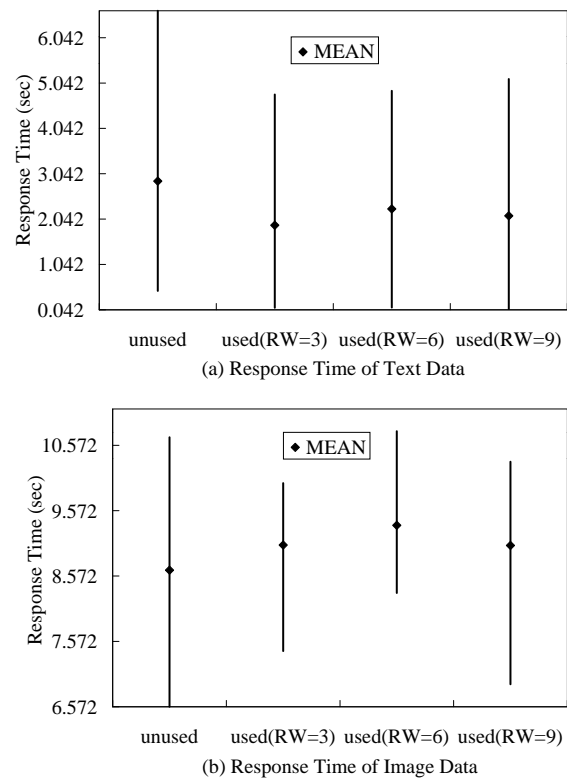 6.042
◆ MEAN
5.042
4.042
3.042
2.042
1.042
0.042
Response Time (sec)
unused used(RW=3) used(RW=6) used(RW=9)
(a) Response Time of Text Data
10.572
◆ MEAN
9.572
8.572
7.572
6.572
Response Time (sec)
unused used(RW=3) used(RW=6) used(RW=9)
(b) Response Time of Image Data